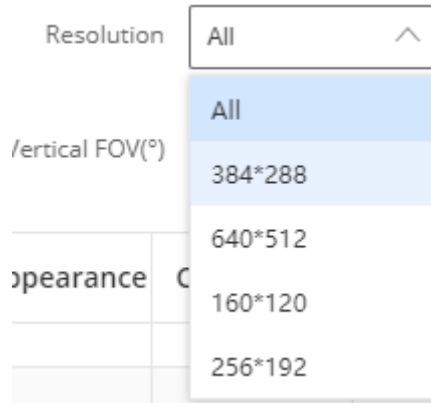 Resolution All
All
/ertical FOV(°)
384*288
640*512
ppearance C
160*120
256*192